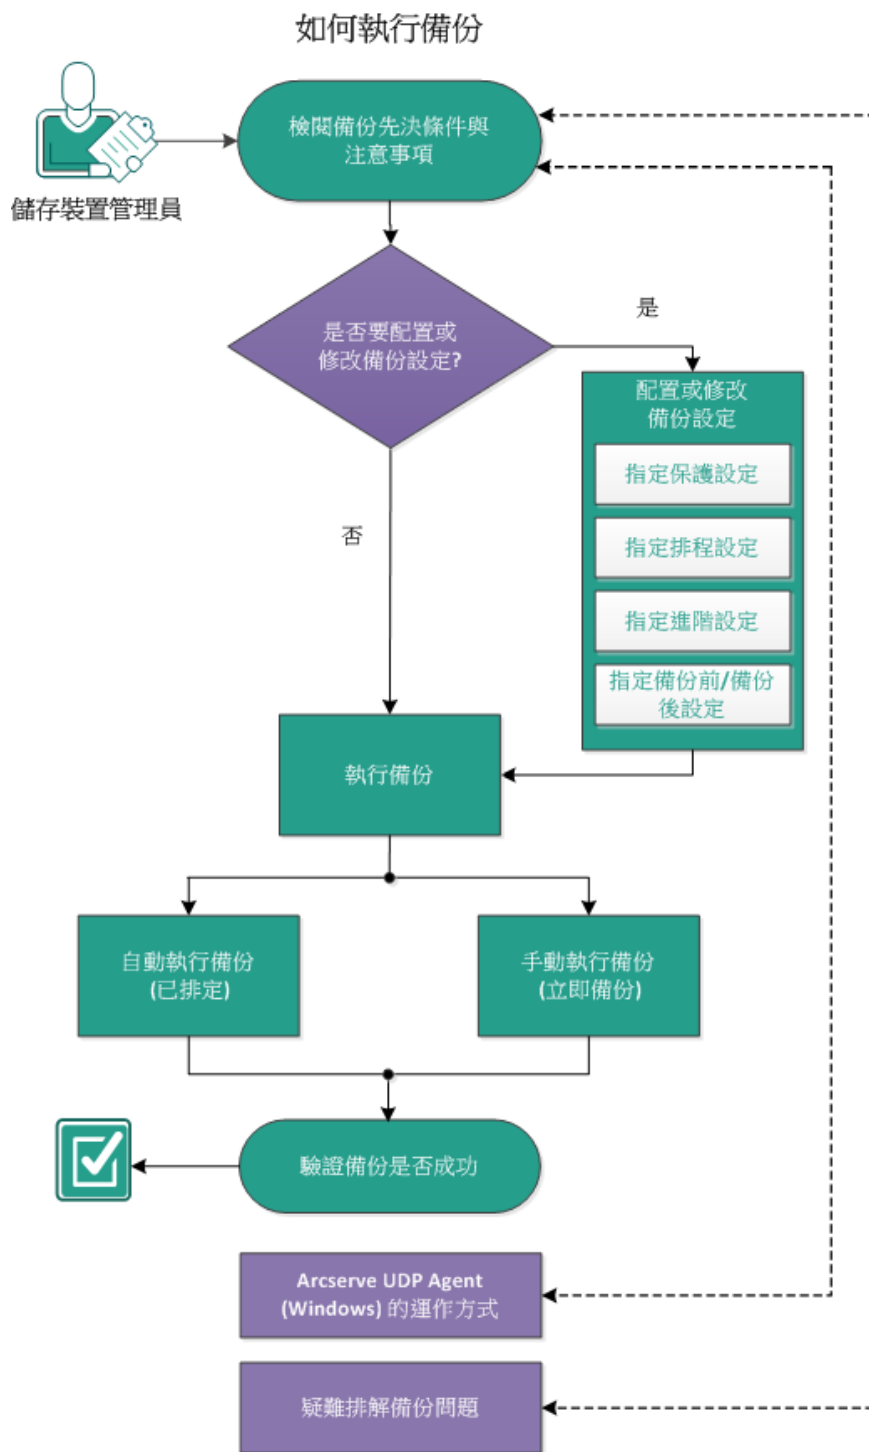 如何執行備份
儲存裝置管理員
檢閱備份先決條件與
注意事項
是否要配置或
修改備份設定?
是
配置或修改
備份設定
指定保護設定
指定排程設定
指定進階設定
指定備份前/備份
後設定
否
執行備份
自動執行備份
(已排定)
手動執行備份
(立即備份)
驗證備份是否成功
Arcserve UDP Agent
(Windows) 的運作方式
疑難排解備份問題